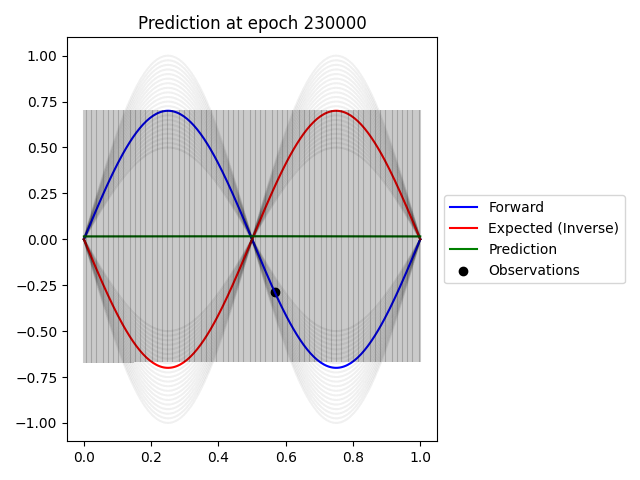 Prediction at epoch 230000
1.00
0.75
0.50
0.25
0.00
−0.25
−0.50
−0.75
−1.00
0.0 0.2 0.4 0.6 0.8 1.0
Forward
Expected (Inverse)
Prediction
Observations